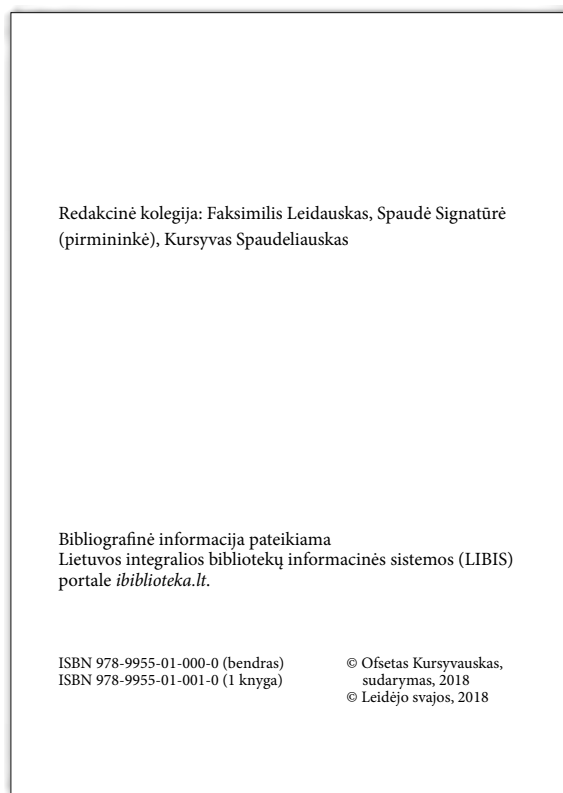 Redakcinė kolegija: Faksimilis Leidauskas, Spaudė Signatūrė
(pirmininkė), Kursyvas Spaudeliauskas
Bibliografinė informacija pateikiama
Lietuvos integralios bibliotekų informacinės sistemos (LIBIS)
portale ibiblioteka.lt.
ISBN 978-9955-01-000-0 (bendras)
ISBN 978-9955-01-001-0 (1 knyga)
© Ofsetas Kursyvauskas,
sudarymas, 2018
© Leidėjo svajos, 2018